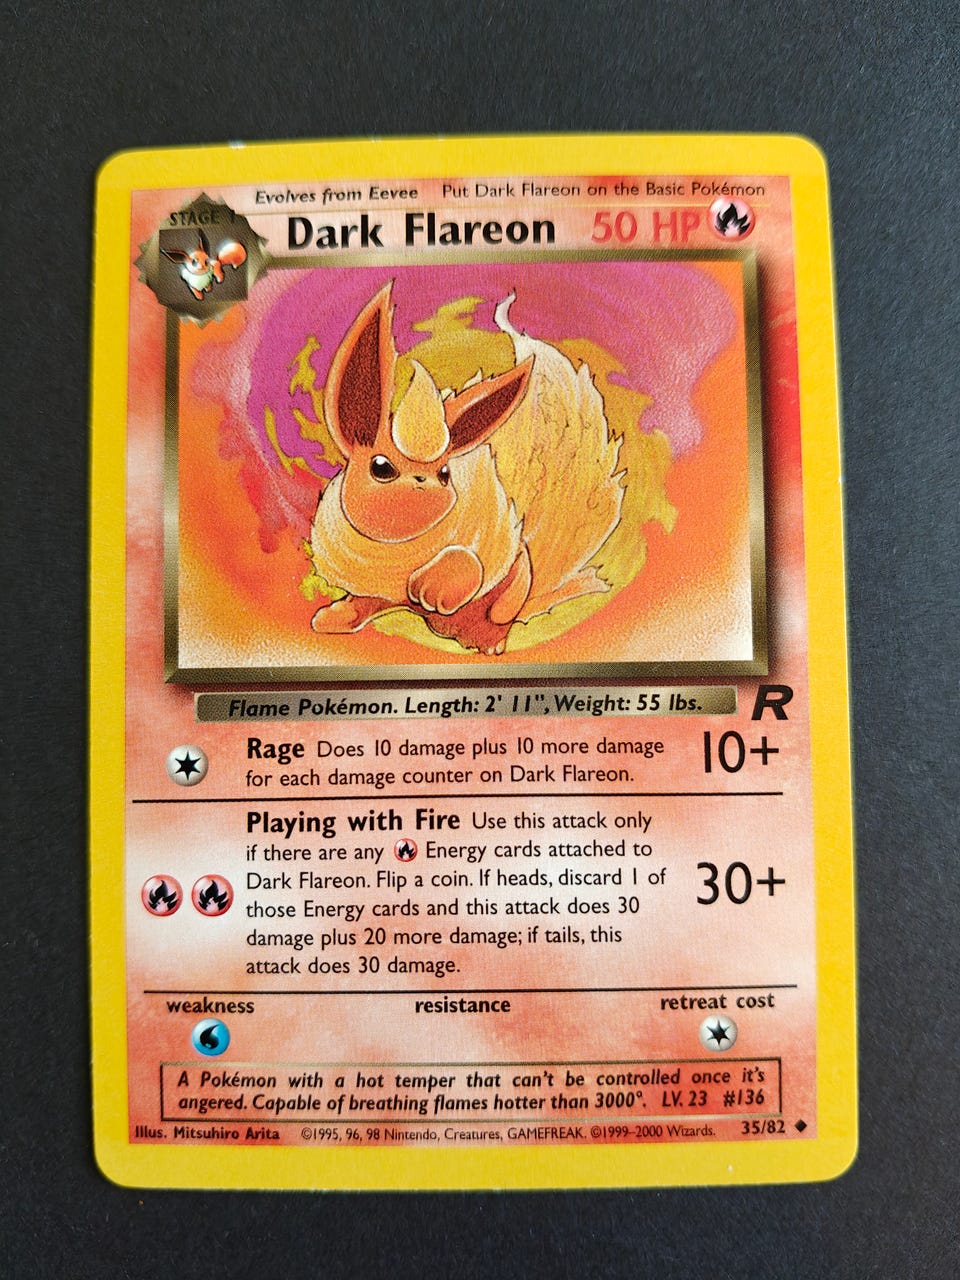 Evolves from Eevee Put Dark Flareon on the Basic Pokémon
STAGE 1
Dark Flareon 50 HP
Flame Pokémon. Length: 2' 11", Weight: 55 lbs.
R
Rage Does 10 damage plus 10 more damage
for each damage counter on Dark Flareon.
10+
Playing with Fire Use this attack only
if there are any Energy cards attached to
Dark Flareon. Flip a coin. If heads, discard 1 of
those Energy cards and this attack does 30
damage plus 20 more damage; if tails, this
attack does 30 damage.
30+
weakness resistance retreat cost
A Pokémon with a hot temper that can't be controlled once it's
angered. Capable of breathing flames hotter than 3000°. LV. 23 #136
Illus. Mitsuhiro Arita ©1995, 96, 98 Nintendo, Creatures, GAMEFREAK. ©1999–2000 Wizards. 35/82